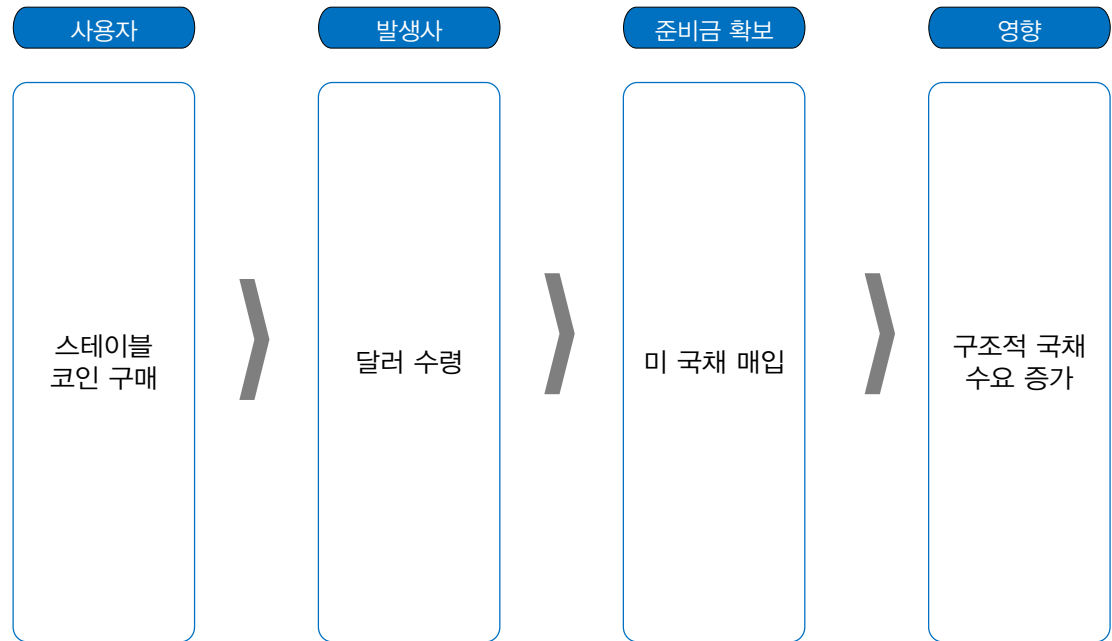 사용자
발생사
준비금 확보
영향
스테이블
코인 구매
달러 수령
미 국채 매입
구조적 국채
수요 증가